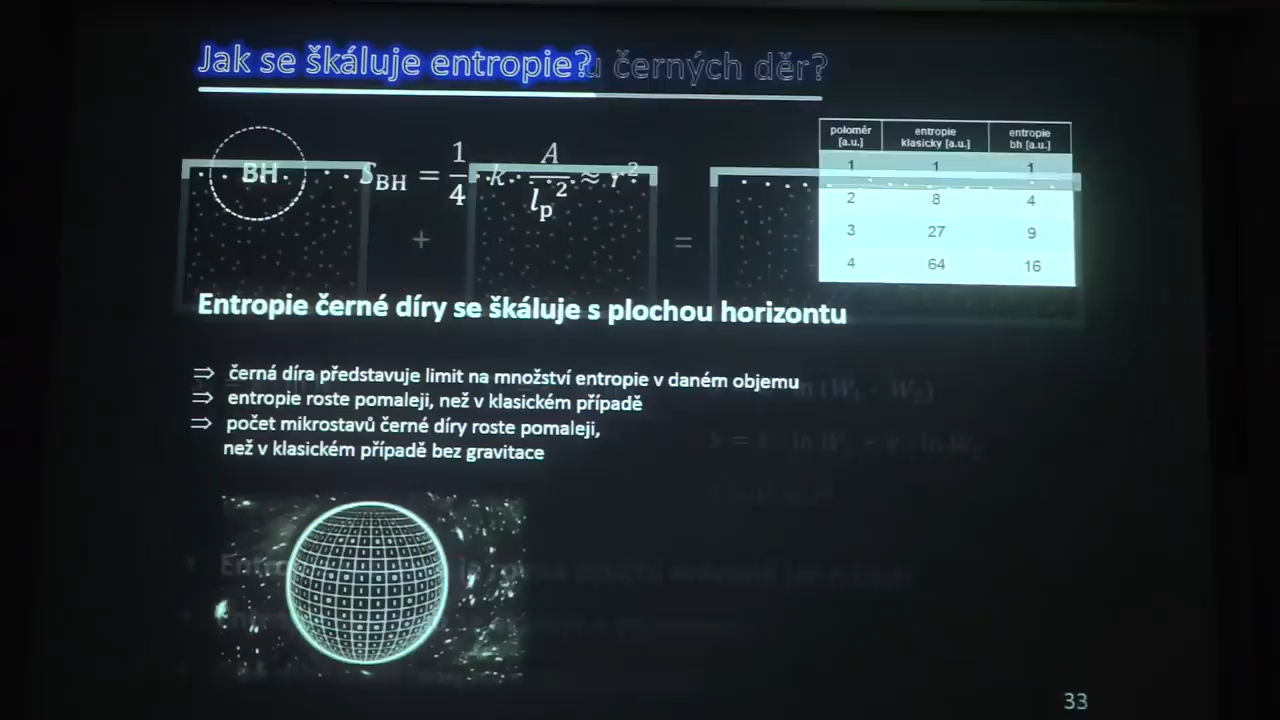 Jak se škáluje entropie?
u černých děr?
BH
S_BH = 1/4 k A/l_p² ≈ r²
+ =
poloměr [a.u.] entropie klasicky [a.u.] entropie bh [a.u.]
1 1 1
2 8 4
3 27 9
4 64 16
Entropie černé díry se škáluje s plochou horizontu
⇒ černá díra představuje limit na množství entropie v daném objemu
⇒ entropie roste pomaleji, než v klasickém případě
⇒ počet mikrostavů černé díry roste pomaleji,
než v klasickém případě bez gravitace
33